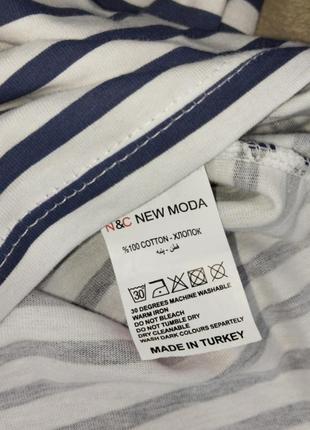 N&C NEW MODA
%100 COTTON - ХЛОПОК
قطن - پنبه
30
30 DEGREES MACHINE WASHABLE
WARM IRON
DO NOT BLEACH
DO NOT TUMBLE DRY
DRY CLEANABLE
WASH DARK COLOURS SEPARETELY
MADE IN TURKEY